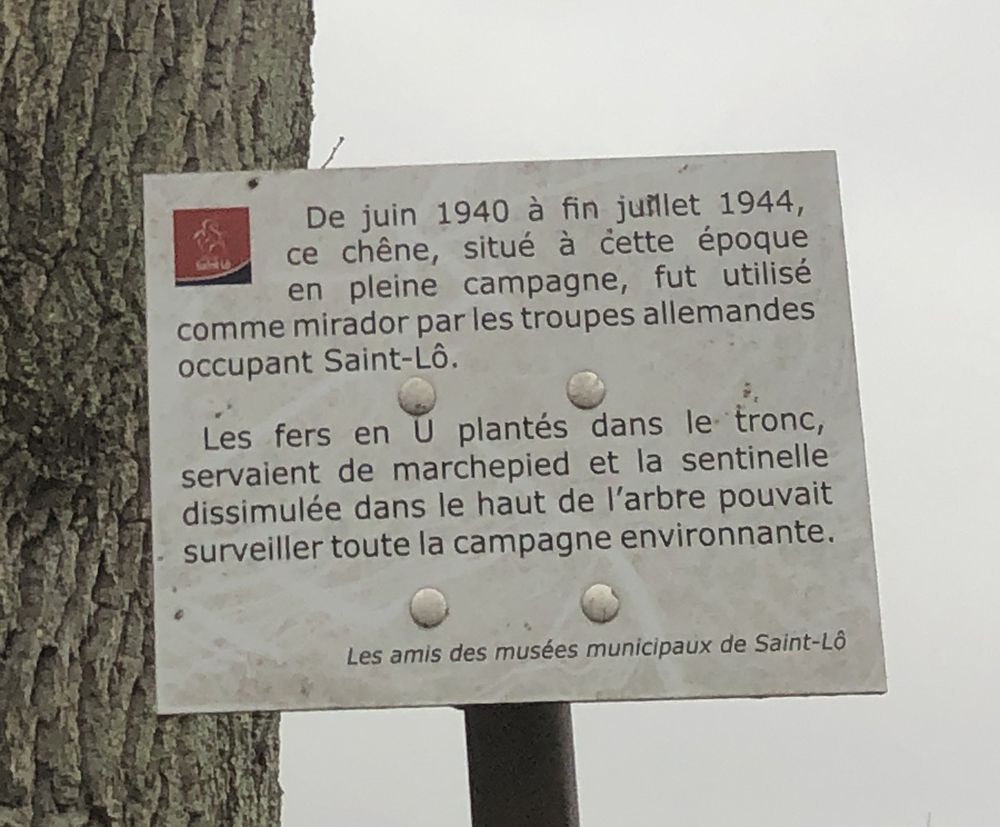 Saint-Lô
De juin 1940 à fin juillet 1944,
ce chêne, situé à cette époque
en pleine campagne, fut utilisé
comme mirador par les troupes allemandes
occupant Saint-Lô.
Les fers en U plantés dans le tronc,
servaient de marchepied et la sentinelle
dissimulée dans le haut de l'arbre pouvait
surveiller toute la campagne environnante.
Les amis des musées municipaux de Saint-Lô